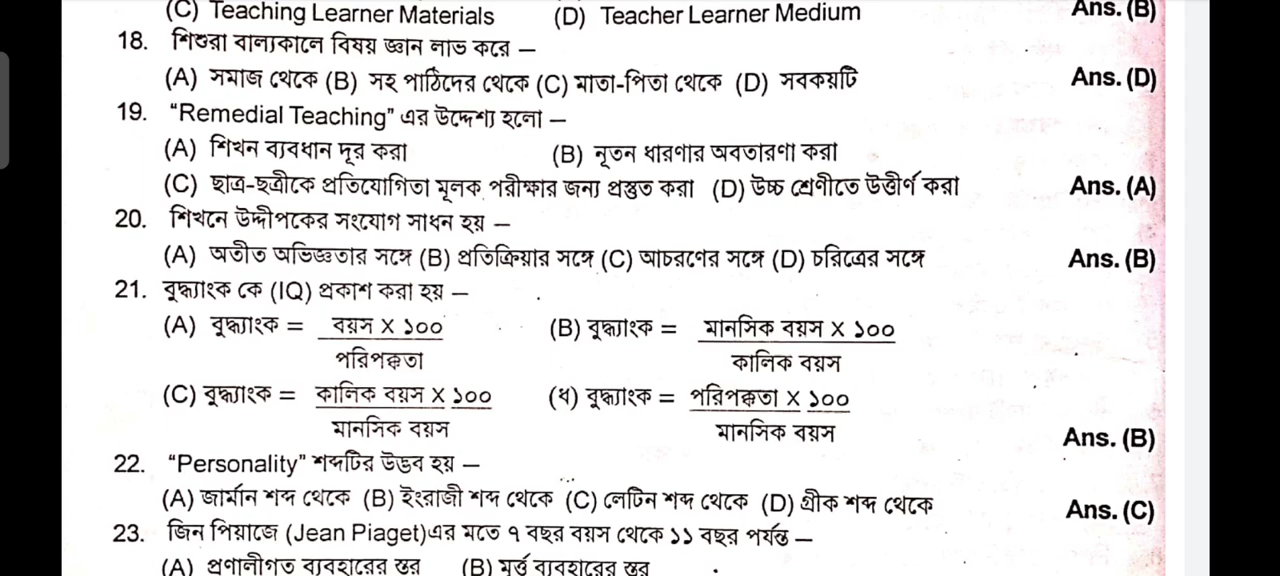 (C) Teaching Learner Materials (D) Teacher Learner Medium Ans. (B)
18. শিশুরা বাল্যকালে বিষয় জ্ঞান লাভ করে –
(A) সমাজ থেকে (B) সহ পাঠিদের থেকে (C) মাতা-পিতা থেকে (D) সবকয়টি Ans. (D)
19. “Remedial Teaching” এর উদ্দেশ্য হলো –
(A) শিখন ব্যবধান দূর করা (B) নূতন ধারণার অবতারণা করা
(C) ছাত্র-ছত্রীকে প্রতিযোগিতা মূলক পরীক্ষার জন্য প্রস্তুত করা (D) উচ্চ শ্রেণীতে উত্তীর্ণ করা Ans. (A)
20. শিখনে উদ্দীপকের সংযোগ সাধন হয় –
(A) অতীত অভিজ্ঞতার সঙ্গে (B) প্রতিক্রিয়ার সঙ্গে (C) আচরণের সঙ্গে (D) চরিত্রের সঙ্গে Ans. (B)
21. বুদ্ধ্যাংক কে (IQ) প্রকাশ করা হয় –
(A) বুদ্ধ্যাংক = বয়স X ১০০ (B) বুদ্ধ্যাংক = মানসিক বয়স X ১০০
পরিপক্কতা কালিক বয়স
(C) বুদ্ধ্যাংক = কালিক বয়স X ১০০ (ধ) বুদ্ধ্যাংক = পরিপক্কতা X ১০০
মানসিক বয়স মানসিক বয়স Ans. (B)
22. “Personality” শব্দটির উদ্ভব হয় –
(A) জার্মান শব্দ থেকে (B) ইংরাজী শব্দ থেকে (C) লেটিন শব্দ থেকে (D) গ্রীক শব্দ থেকে Ans. (C)
23. জিন পিয়াজে (Jean Piaget)এর মতে ৭ বছর বয়স থেকে ১১ বছর পর্যন্ত –
(A) প্রণালীগত ব্যবহারের স্তর (B) মূর্ত্ত ব্যবহারের স্তর